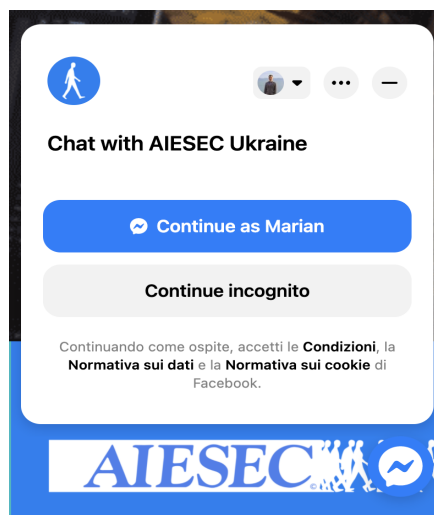 Chat with AIESEC Ukraine
Continue as Marian
Continue incognito
Continuando come ospite, accetti le Condizioni, la
Normativa sui dati e la Normativa sui cookie di
Facebook.
AIESEC